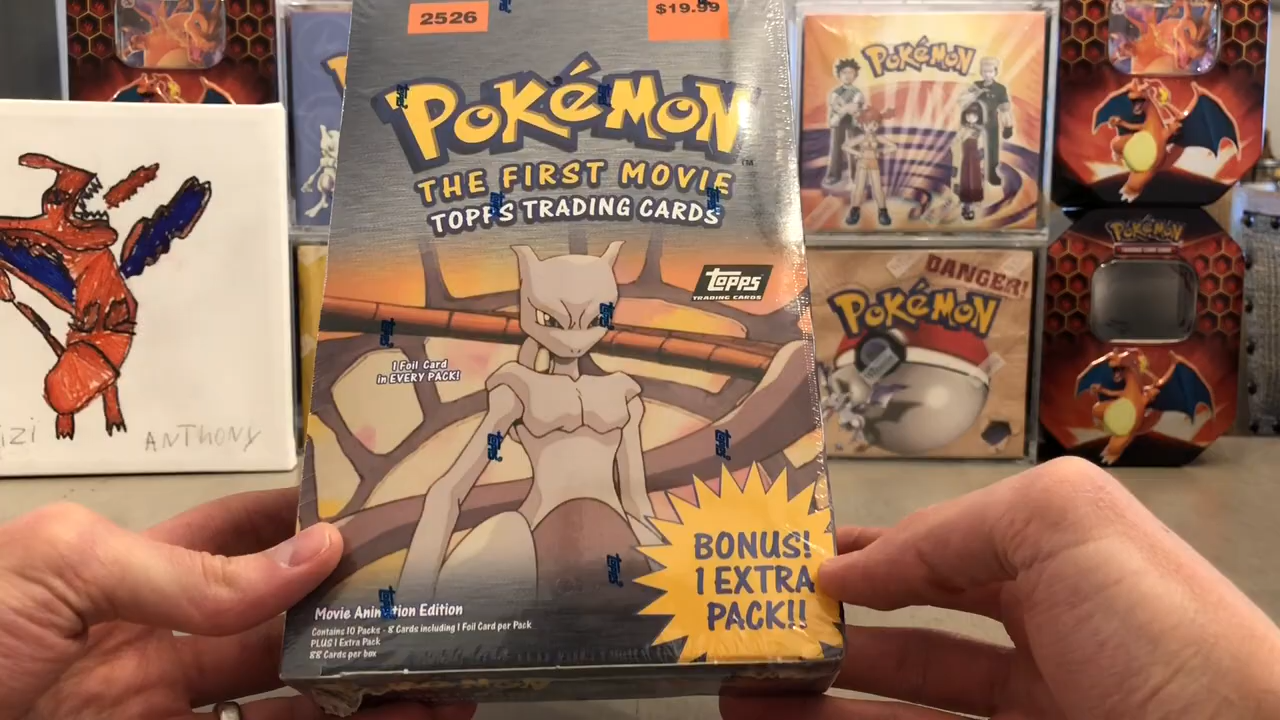 2526
$19.99
POKéMON
THE FIRST MOVIE
TOPPS TRADING CARDS
topps
TRADING CARDS
1 Foil Card
in EVERY PACK!
BONUS!
1 EXTRA
PACK!!
Movie Animation Edition
Contains 10 Packs - 8 Cards including 1 Foil Card per Pack
PLUS 1 Extra Pack
88 Cards per box
POKéMON
ANTHONY
POKéMON
DANGER!
POKéMON
POKéMON